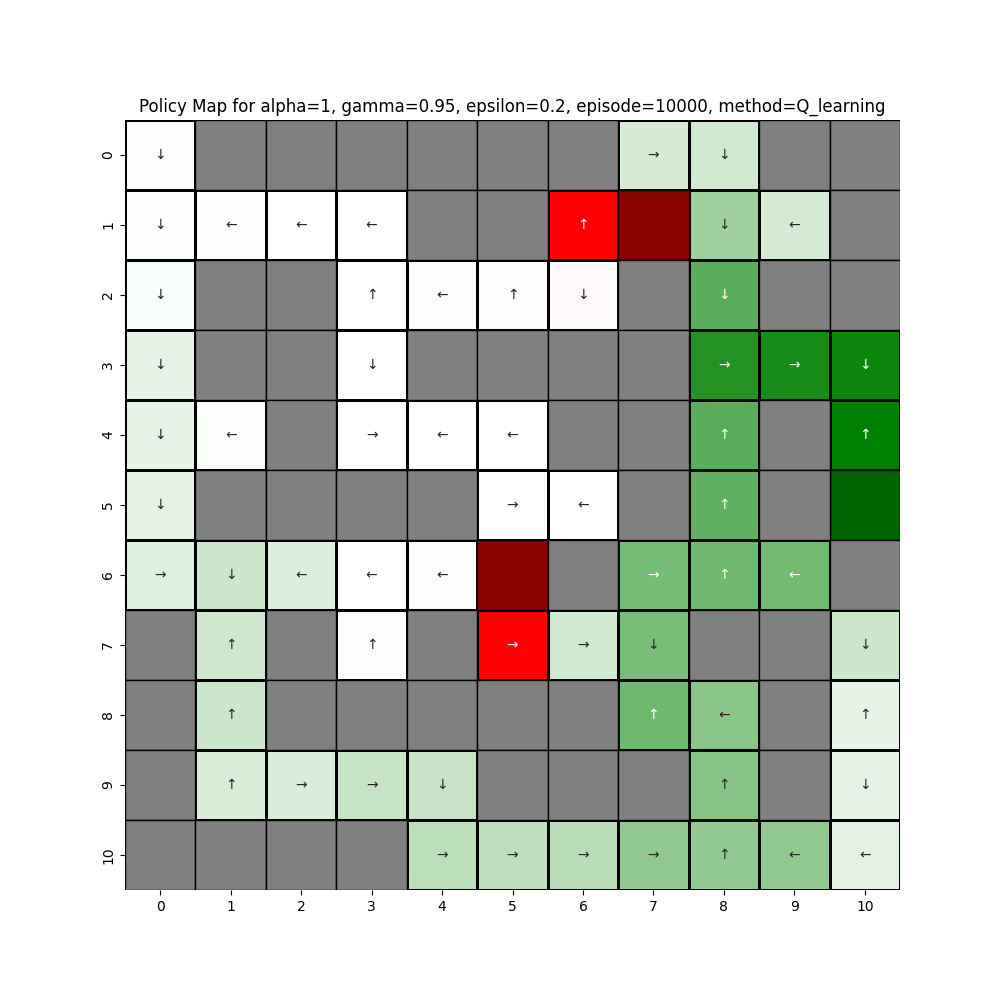 Policy Map for alpha=1, gamma=0.95, epsilon=0.2, episode=10000, method=Q_learning
0 ↓ → ↓
1 ↓ ← ← ← ↑ ↓ ←
2 ↓ ↑ ← ↑ ↓ ↓
3 ↓ ↓ → → ↓
4 ↓ ← → ← ← ↑ ↑
5 ↓ → ← ↑
6 → ↓ ← ← ← → ↑ ←
7 ↑ ↑ → → ↓ ↓
8 ↑ ↑ ← ↑
9 ↑ → → ↓ ↑ ↓
10 → → → → ↑ ← ←
0 1 2 3 4 5 6 7 8 9 10